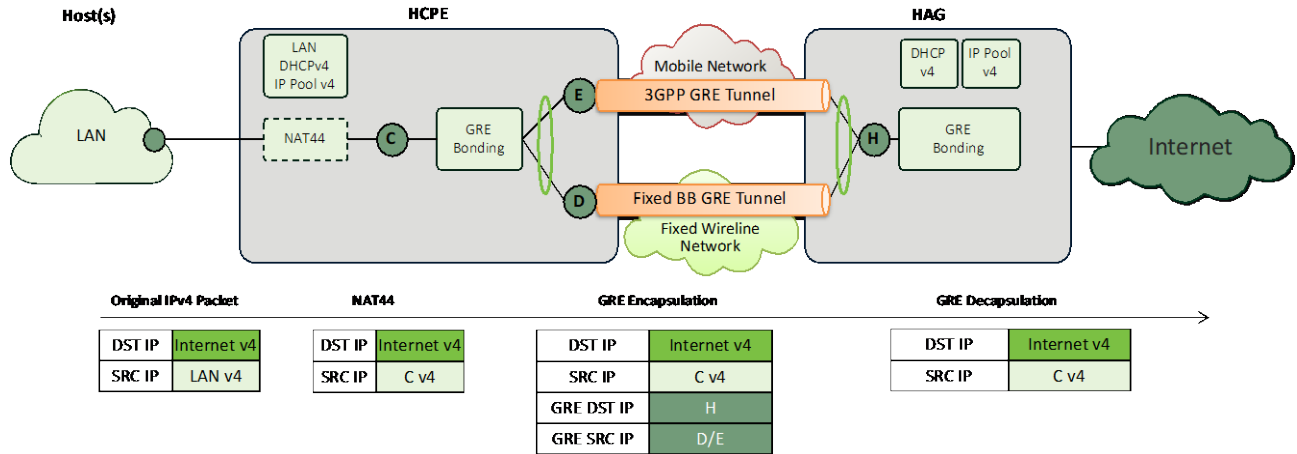 Host(s)
HCPE
HAG
LAN
DHCPv4
IP Pool v4
DHCP
v4
IP Pool
v4
Mobile Network
E
3GPP GRE Tunnel
LAN
NAT44
C
GRE
Bonding
H
GRE
Bonding
Internet
D
Fixed BB GRE Tunnel
Fixed Wireline
Network
Original IPv4 Packet
NAT44
GRE Encapsulation
GRE Decapsulation
DST IP Internet v4
SRC IP LAN v4
DST IP Internet v4
SRC IP C v4
DST IP Internet v4
SRC IP C v4
GRE DST IP H
GRE SRC IP D/E
DST IP Internet v4
SRC IP C v4